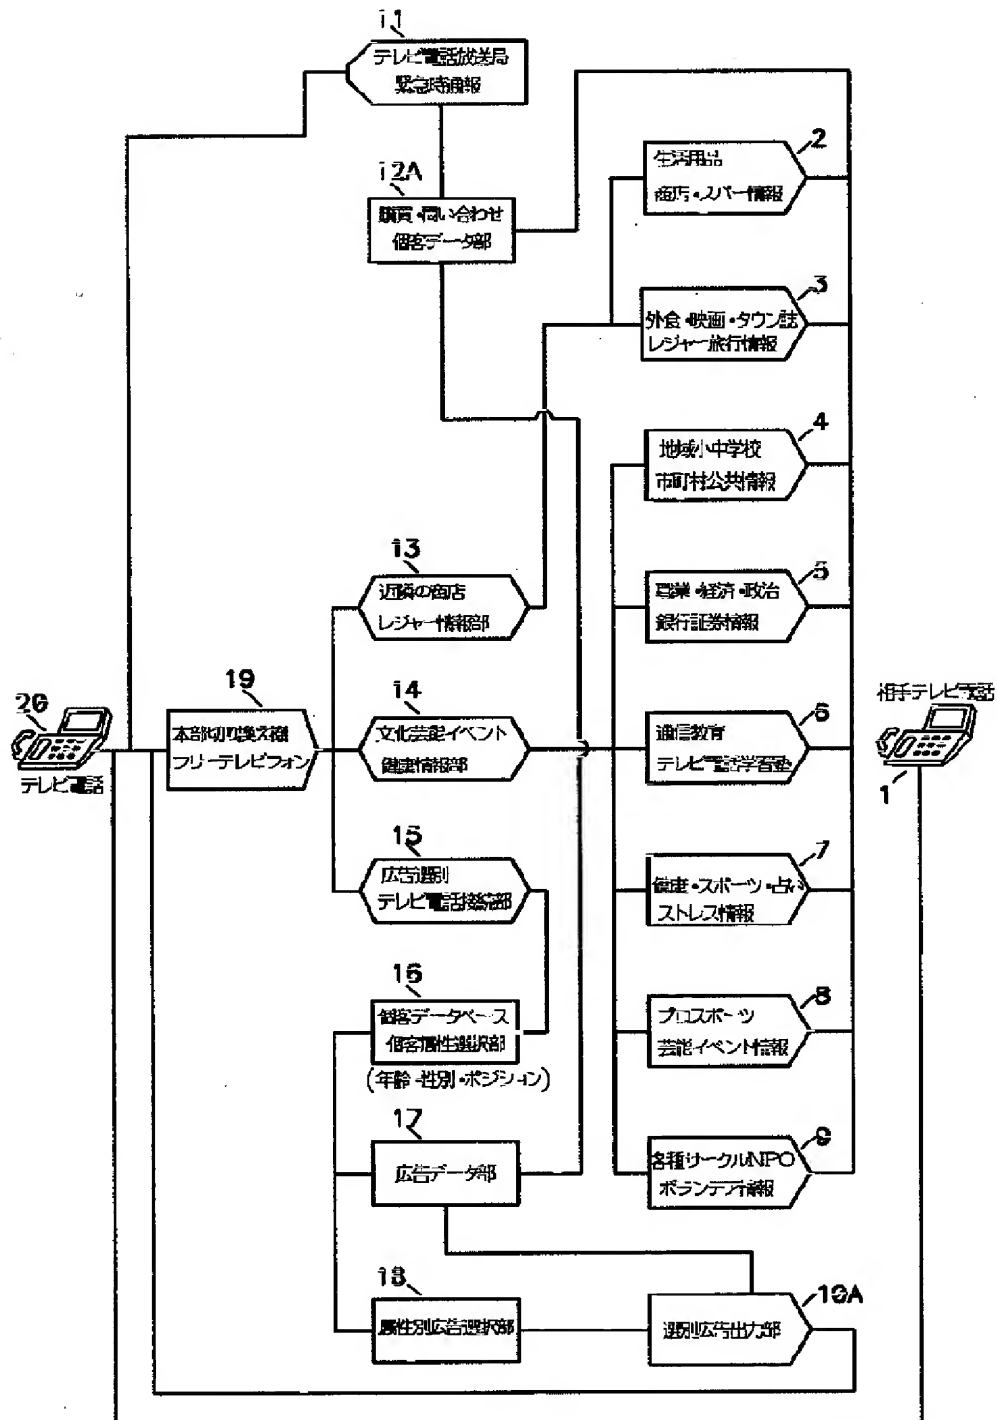 11
テレビ電話放送局
緊急時通報
12A
購買・問い合わせ
個客データ部
2
生活用品
商店・スパー情報
3
外食・映画・タウン誌
レジャー旅行情報
4
地域小中学校
市町村公共情報
13
近隣の商店
レジャー情報部
5
職業・経済・政治
銀行証券情報
20
テレビ電話
19
本部切り換え機
フリーテレビフォン
14
文化芸能イベント
健康情報部
6
通信教育
テレビ電話学習塾
相手テレビ電話
1
15
広告選別
テレビ電話接続部
7
健康・スポーツ・占い
ストレス情報
16
個客データベース
個客属性選択部
(年齢・性別・ポジション)
8
プロスポーツ
芸能イベント情報
17
広告データ部
9
各種サークルNPO
ボランテア情報
18
属性別広告選択部
10A
選別広告出力部